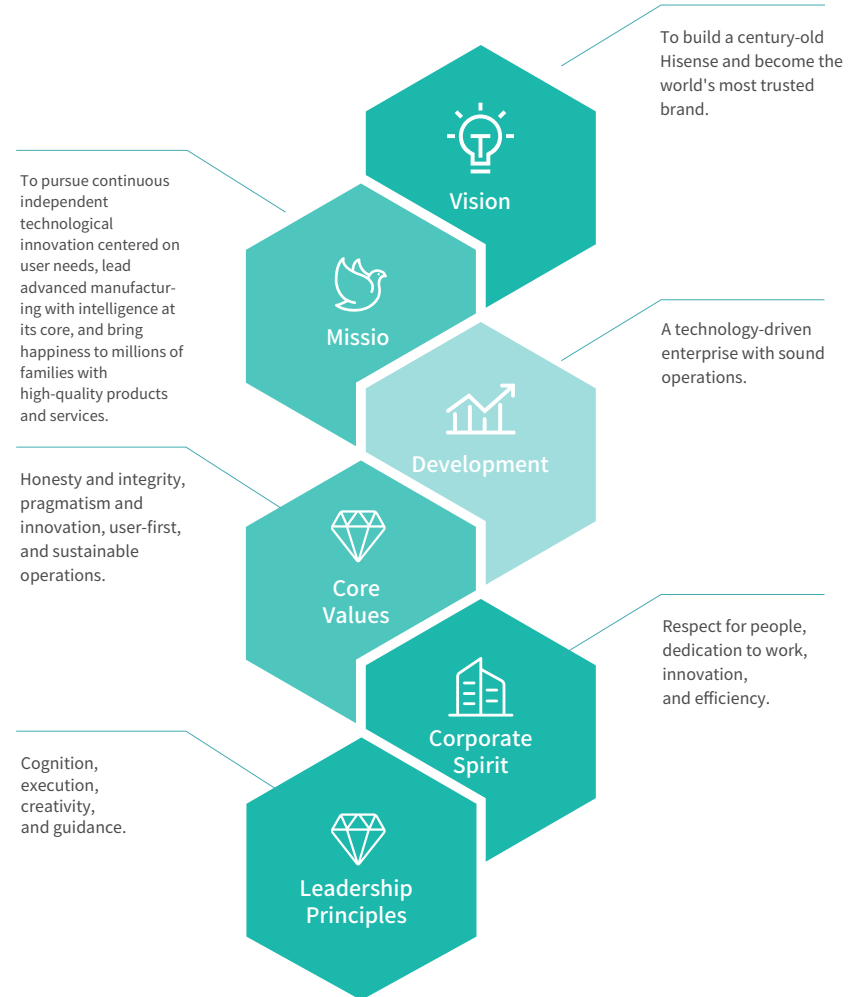 To build a century-old
Hisense and become the
world's most trusted
brand.
Vision
To pursue continuous
independent
technological
innovation centered on
user needs, lead
advanced manufactur-
ing with intelligence at
its core, and bring
happiness to millions of
families with
high-quality products
and services.
Missio
A technology-driven
enterprise with sound
operations.
Development
Honesty and integrity,
pragmatism and
innovation, user-first,
and sustainable
operations.
Core
Values
Respect for people,
dedication to work,
innovation,
and efficiency.
Corporate
Spirit
Cognition,
execution,
creativity,
and guidance.
Leadership
Principles